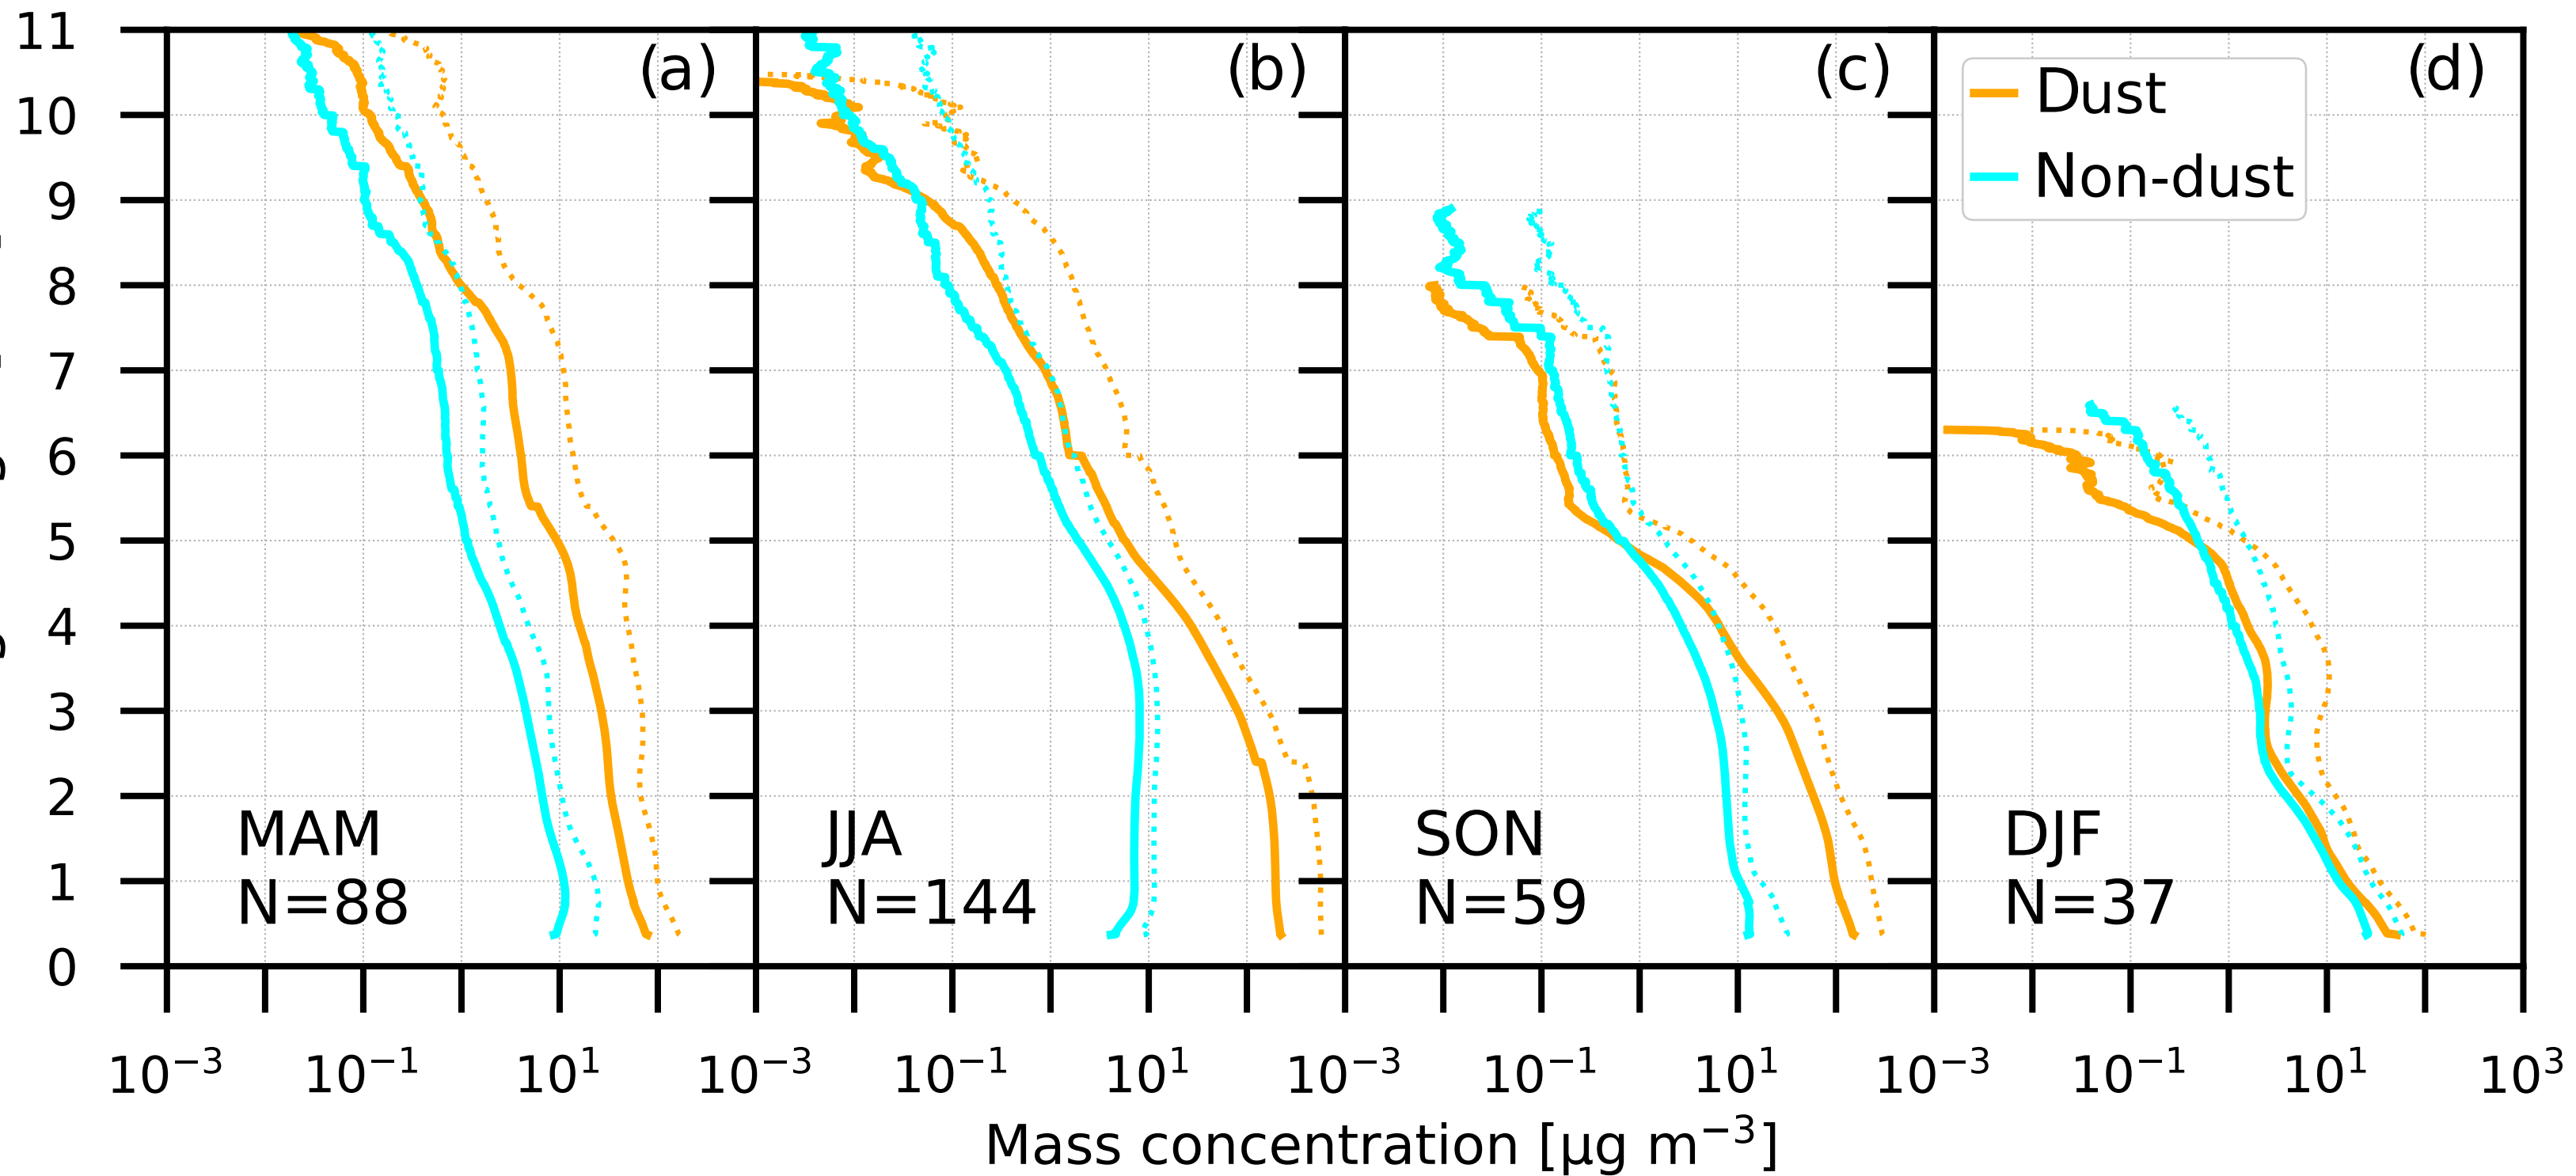 11
10
9
8
7
6
5
4
3
2
1
0
(a)
MAM
N=88
(b)
JJA
N=144
(c)
SON
N=59
(d)
Dust
Non-dust
DJF
N=37
10⁻³ 10⁻¹ 10¹ 10⁻³ 10⁻¹ 10¹ 10⁻³ 10⁻¹ 10¹ 10⁻³ 10⁻¹ 10¹ 10³
Mass concentration [µg m⁻³]